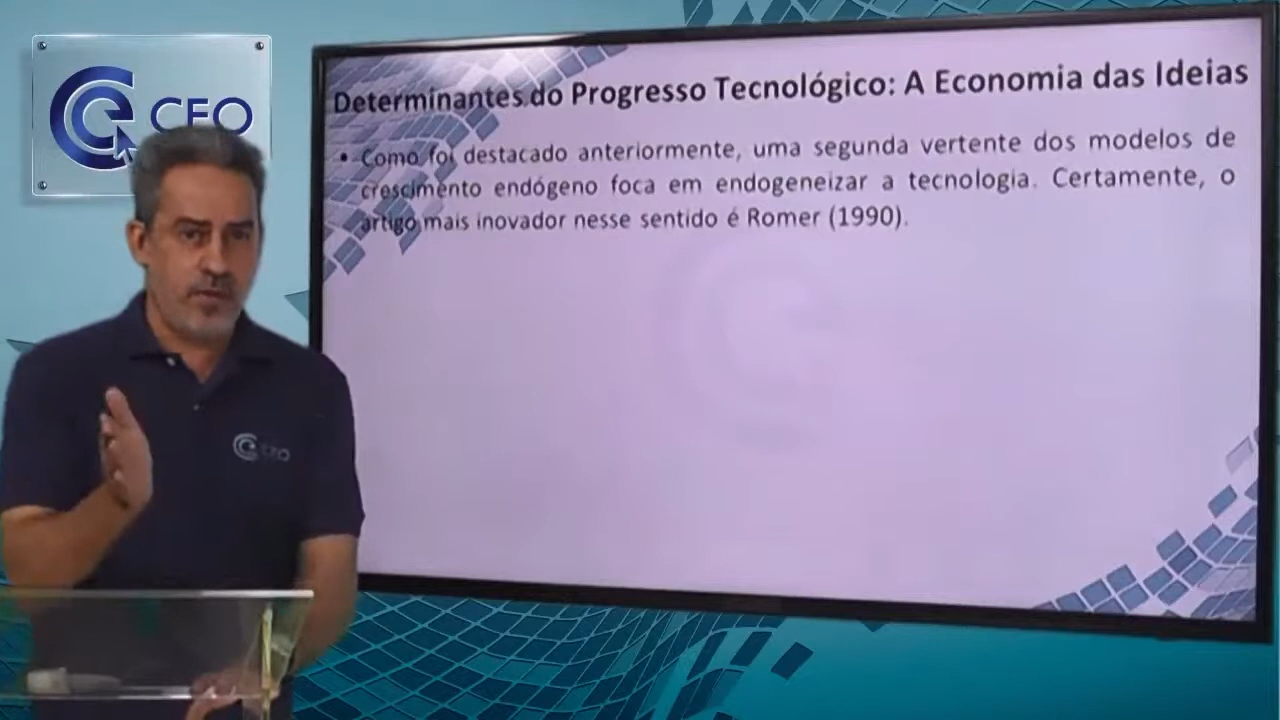 CEO
Determinantes do Progresso Tecnológico: A Economia das Ideias
• Como foi destacado anteriormente, uma segunda vertente dos modelos de
crescimento endógeno foca em endogeneizar a tecnologia. Certamente, o
artigo mais inovador nesse sentido é Romer (1990).
CEO